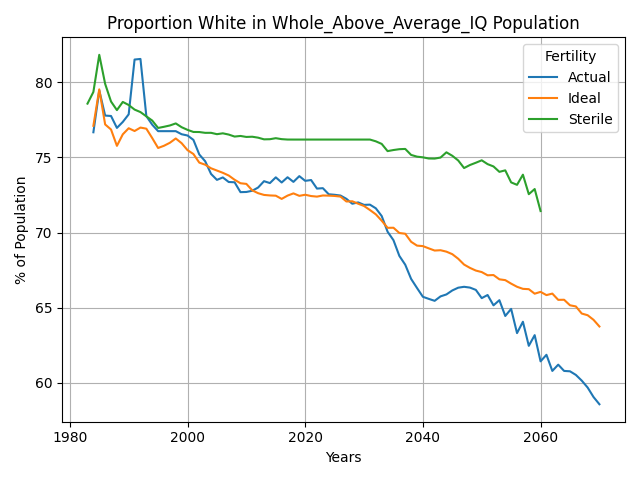 Proportion White in Whole_Above_Average_IQ Population
Fertility
Actual
Ideal
Sterile
% of Population
80
75
70
65
60
1980
2000
2020
2040
2060
Years